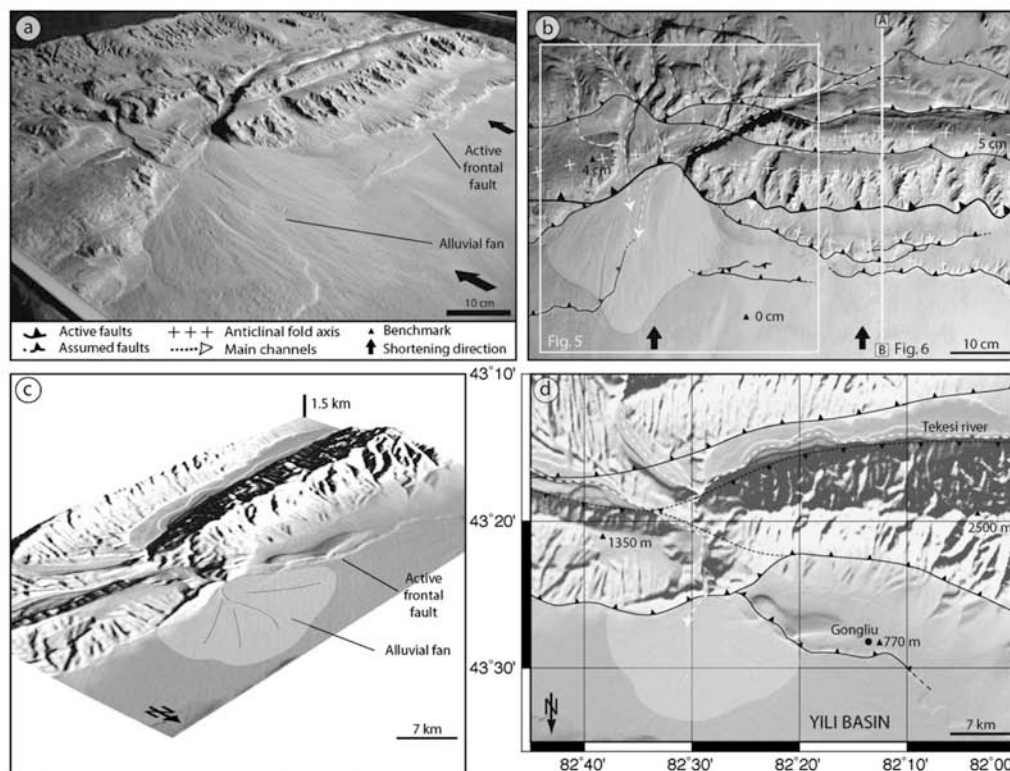 a
Active
frontal
fault
Alluvial fan
10 cm
Active faults
Anticlinal fold axis
Benchmark
Assumed faults
Main channels
Shortening direction
b
A
5 cm
4 cm
0 cm
Fig. 5
B Fig. 6
10 cm
c
1.5 km
Active
frontal fault
Alluvial fan
N
7 km
43˚10'
43˚20'
43˚30'
d
Tekesi river
2500 m
1350 m
Gongliu
770 m
N
YILI BASIN
7 km
82˚40' 82˚30' 82˚20' 82˚10' 82˚00'